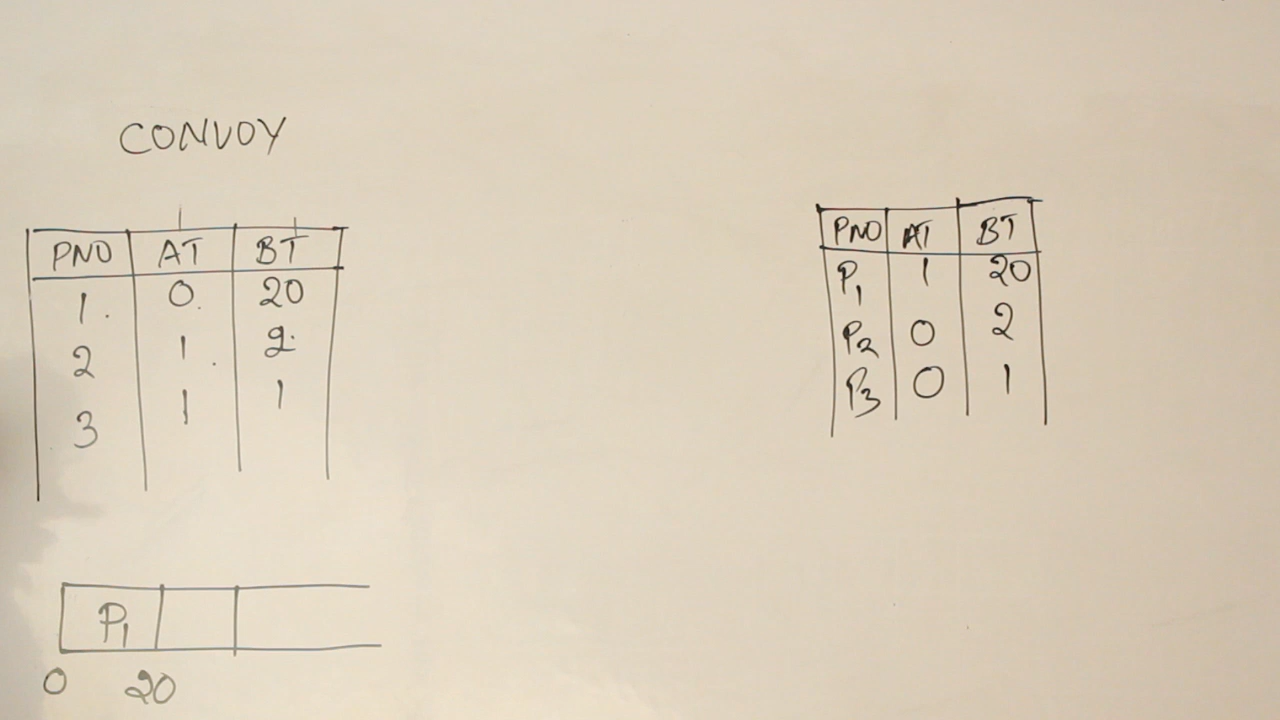 CONVOY
PNO AT BT
1. 0. 20
2 1. 2.
3 1 1
PNO AT BT
P1 1 20
P2 0 2
P3 0 1
P1
0 20